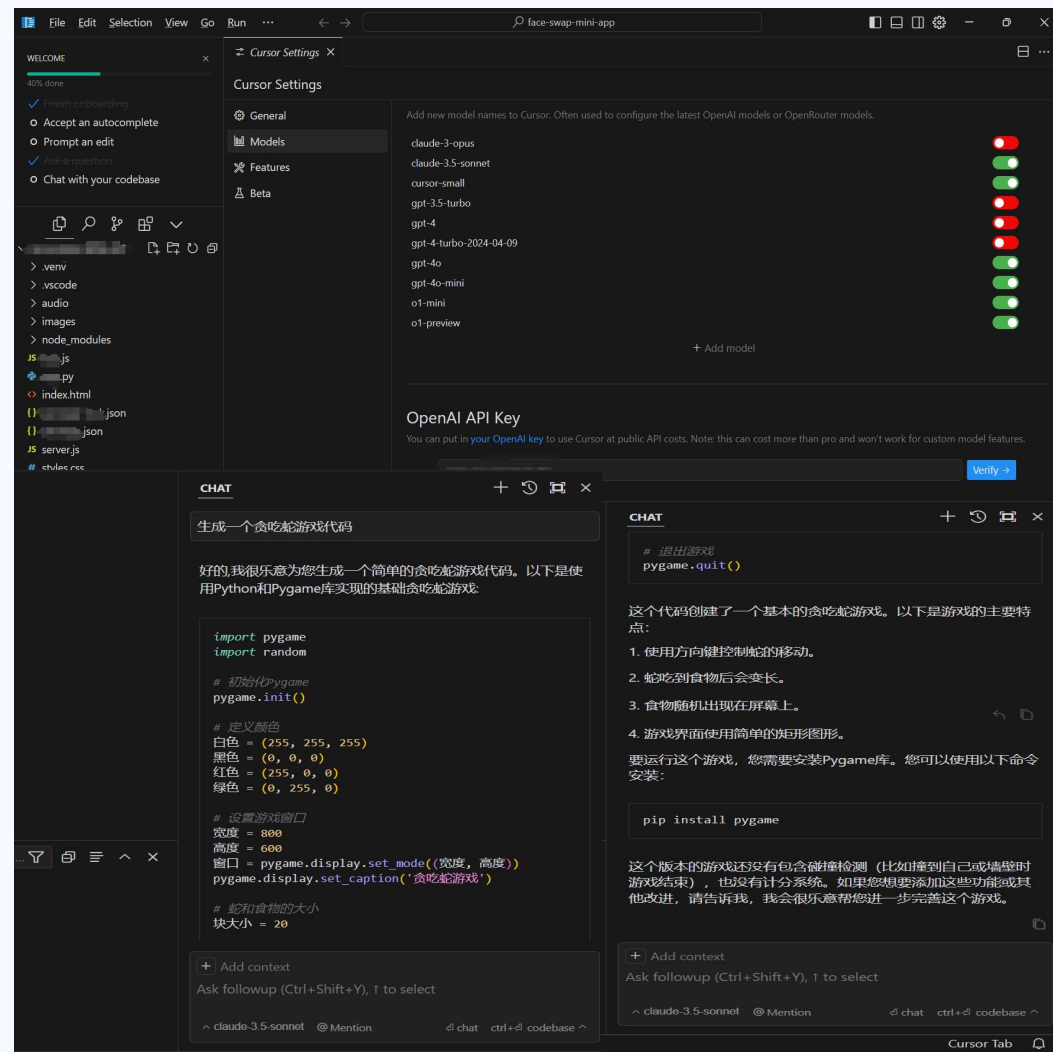 File Edit Selection View Go Run ··· ← → face-swap-mini-app
WELCOME
40% done
Finish onboarding
Accept an autocomplete
Prompt an edit
Ask a question
Chat with your codebase
.venv
.vscode
audio
images
node_modules
JS .js
.py
index.html
{} .json
{} .json
JS server.js
# styles.css
Cursor Settings
Cursor Settings
General
Models
Features
Beta
Add new model names to Cursor. Often used to configure the latest OpenAI models or OpenRouter models.
claude-3-opus
claude-3.5-sonnet
cursor-small
gpt-3.5-turbo
gpt-4
gpt-4-turbo-2024-04-09
gpt-4o
gpt-4o-mini
o1-mini
o1-preview
+ Add model
OpenAI API Key
You can put in your OpenAI key to use Cursor at public API costs. Note: this can cost more than pro and won't work for custom model features.
Verify →
CHAT
生成一个贪吃蛇游戏代码
好的,我很乐意为您生成一个简单的贪吃蛇游戏代码。以下是使
用Python和Pygame库实现的基础贪吃蛇游戏:
import pygame
import random
# 初始化Pygame
pygame.init()
# 定义颜色
白色 = (255, 255, 255)
黑色 = (0, 0, 0)
红色 = (255, 0, 0)
绿色 = (0, 255, 0)
# 设置游戏窗口
宽度 = 800
高度 = 600
窗口 = pygame.display.set_mode((宽度, 高度))
pygame.display.set_caption('贪吃蛇游戏')
# 蛇和食物的大小
块大小 = 20
+ Add context
Ask followup (Ctrl+Shift+Y), ↑ to select
claude-3.5-sonnet @ Mention ⏎ chat ctrl+⏎ codebase
CHAT
# 退出游戏
pygame.quit()
这个代码创建了一个基本的贪吃蛇游戏。以下是游戏的主要特
点:
1. 使用方向键控制蛇的移动。
2. 蛇吃到食物后会变长。
3. 食物随机出现在屏幕上。
4. 游戏界面使用简单的矩形图形。
要运行这个游戏，您需要安装Pygame库。您可以使用以下命令
安装:
pip install pygame
这个版本的游戏还没有包含碰撞检测（比如撞到自己或墙壁时
游戏结束），也没有计分系统。如果您想要添加这些功能或其
他改进，请告诉我，我会很乐意帮您进一步完善这个游戏。
+ Add context
Ask followup (Ctrl+Shift+Y), ↑ to select
claude-3.5-sonnet @ Mention ⏎ chat ctrl+⏎ codebase
Cursor Tab